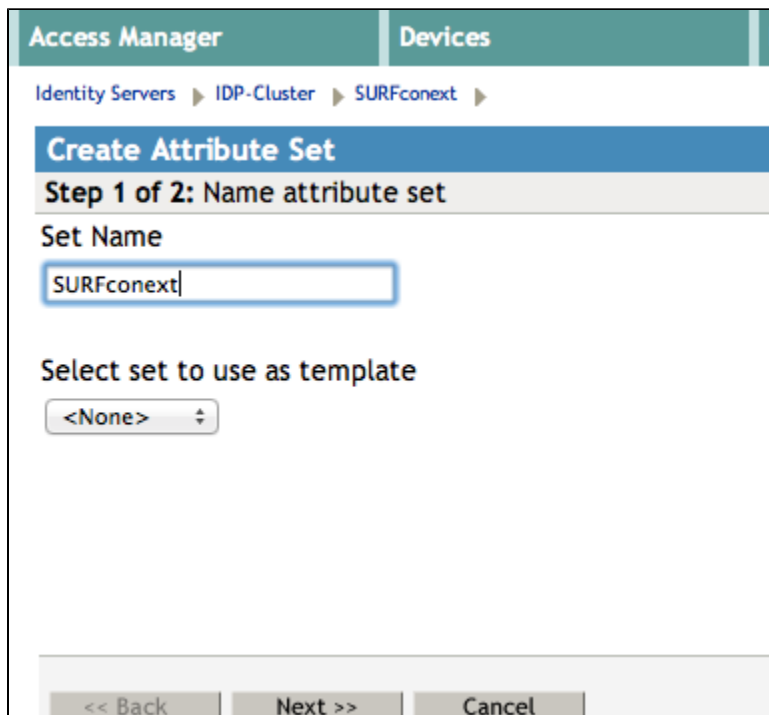 Access Manager Devices
Identity Servers IDP-Cluster SURFconext
Create Attribute Set
Step 1 of 2: Name attribute set
Set Name
SURFconext
Select set to use as template
<None>
<< Back Next >> Cancel